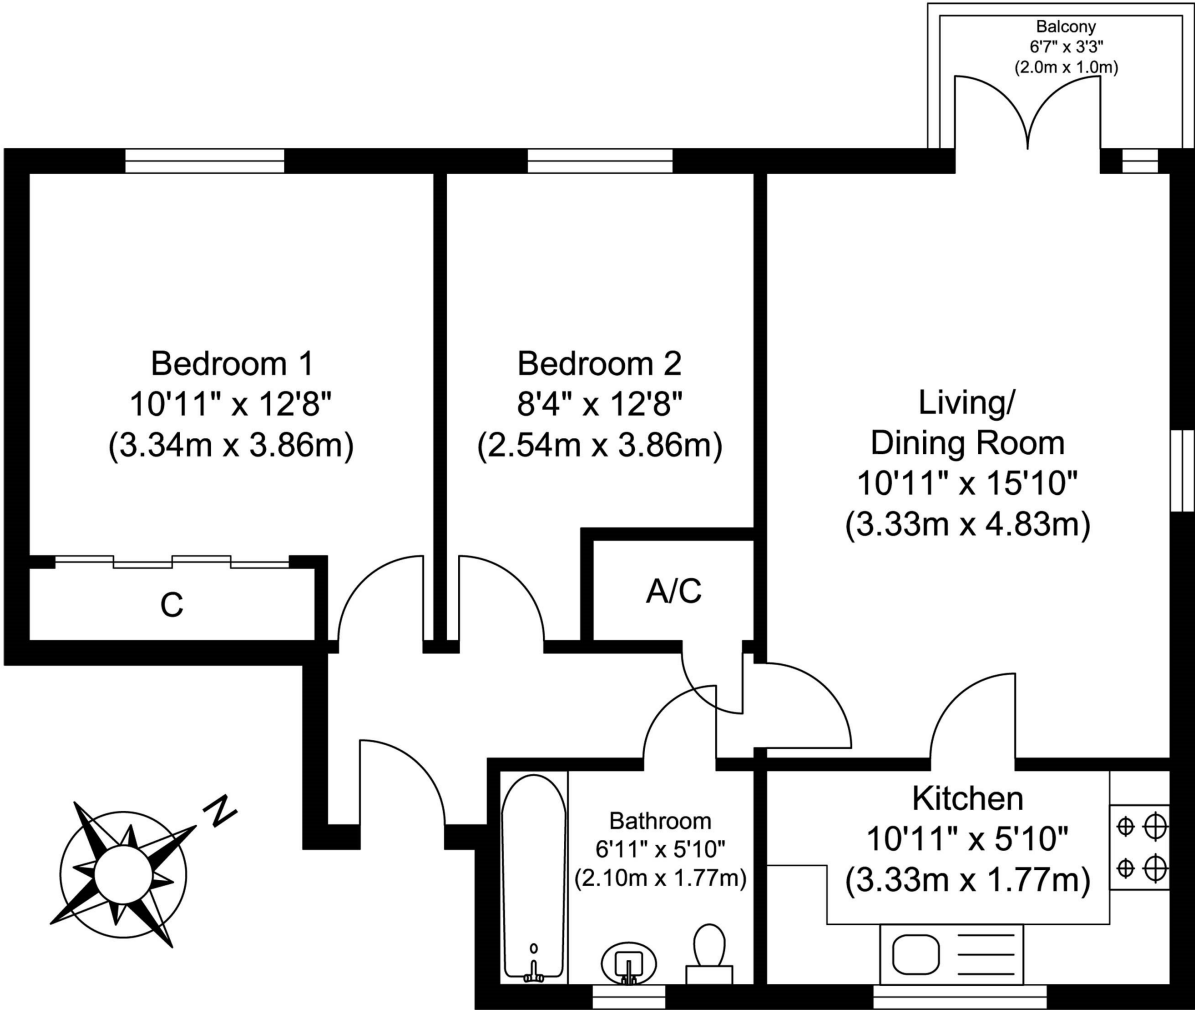 Balcony
6'7" x 3'3"
(2.0m x 1.0m)
Bedroom 1
10'11" x 12'8"
(3.34m x 3.86m)
Bedroom 2
8'4" x 12'8"
(2.54m x 3.86m)
Living/
Dining Room
10'11" x 15'10"
(3.33m x 4.83m)
C
A/C
N
Bathroom
6'11" x 5'10"
(2.10m x 1.77m)
Kitchen
10'11" x 5'10"
(3.33m x 1.77m)